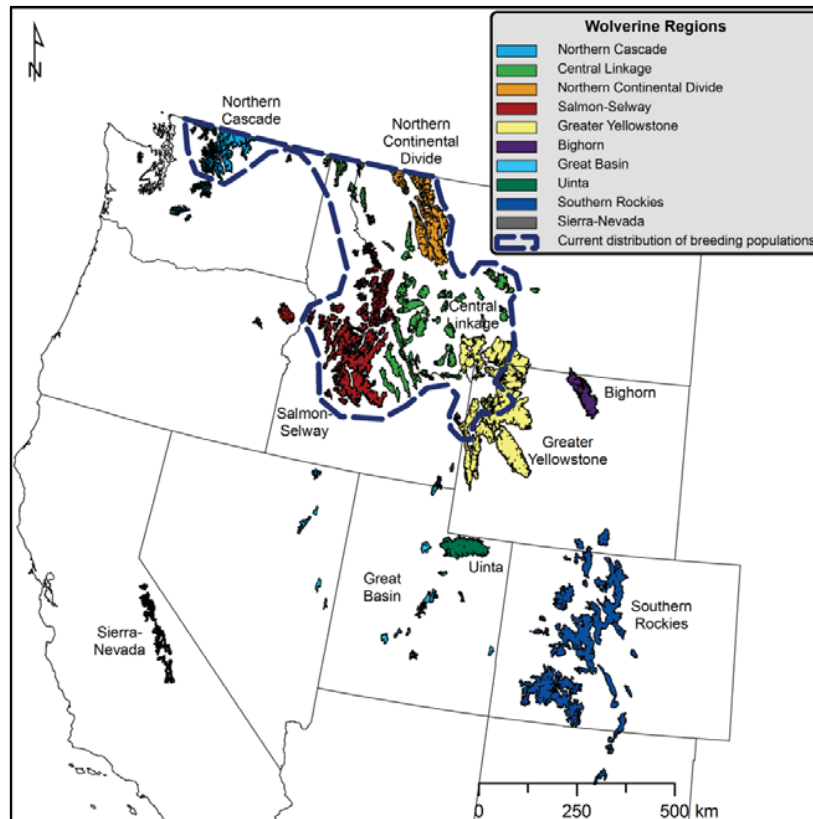 N
Wolverine Regions
Northern Cascade
Central Linkage
Northern Continental Divide
Salmon-Selway
Greater Yellowstone
Bighorn
Great Basin
Uinta
Southern Rockies
Sierra-Nevada
Current distribution of breeding populations
Northern
Cascade
Northern
Continental
Divide
Central
Linkage
Salmon-
Selway
Bighorn
Greater
Yellowstone
Uinta
Great
Basin
Sierra-
Nevada
Southern
Rockies
0 250 500 km